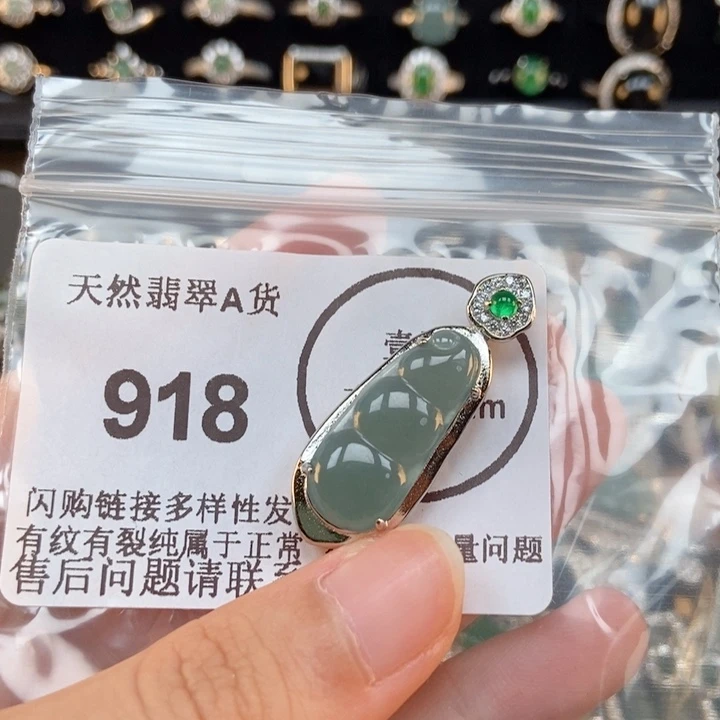 天然翡翠A货
壹
918
m
闪购链接多样性发
有纹有裂纯属于正常
量问题
售后问题请联系